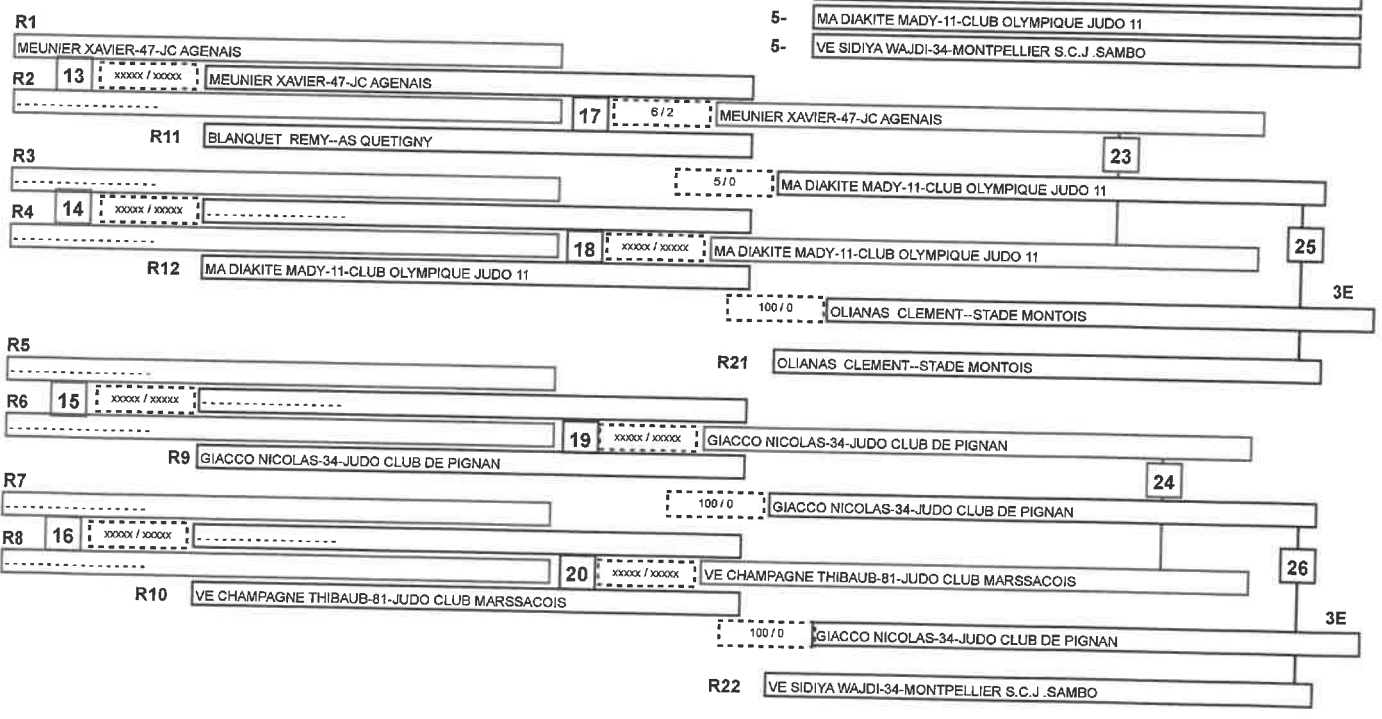 5- MA DIAKITE MADY-11-CLUB OLYMPIQUE JUDO 11
5- VE SIDIYA WAJDI-34-MONTPELLIER S.C.J .SAMBO
R1
MEUNIER XAVIER-47-JC AGENAIS
R2 13 xxxxx / xxxxx MEUNIER XAVIER-47-JC AGENAIS
----------------
17 6 / 2 MEUNIER XAVIER-47-JC AGENAIS
R11 BLANQUET REMY--AS QUETIGNY
23
R3
----------------
5 / 0 MA DIAKITE MADY-11-CLUB OLYMPIQUE JUDO 11
R4 14 xxxxx / xxxxx ----------------
----------------
18 xxxxx / xxxxx MA DIAKITE MADY-11-CLUB OLYMPIQUE JUDO 11
25
R12 MA DIAKITE MADY-11-CLUB OLYMPIQUE JUDO 11
3E
100 / 0 OLIANAS CLEMENT--STADE MONTOIS
R21 OLIANAS CLEMENT--STADE MONTOIS
R5
----------------
R6 15 xxxxx / xxxxx ----------------
----------------
19 xxxxx / xxxxx GIACCO NICOLAS-34-JUDO CLUB DE PIGNAN
R9 GIACCO NICOLAS-34-JUDO CLUB DE PIGNAN
24
R7
----------------
100 / 0 GIACCO NICOLAS-34-JUDO CLUB DE PIGNAN
R8 16 xxxxx / xxxxx ----------------
----------------
20 xxxxx / xxxxx VE CHAMPAGNE THIBAUB-81-JUDO CLUB MARSSACOIS
26
R10 VE CHAMPAGNE THIBAUB-81-JUDO CLUB MARSSACOIS
3E
100 / 0 GIACCO NICOLAS-34-JUDO CLUB DE PIGNAN
R22 VE SIDIYA WAJDI-34-MONTPELLIER S.C.J .SAMBO